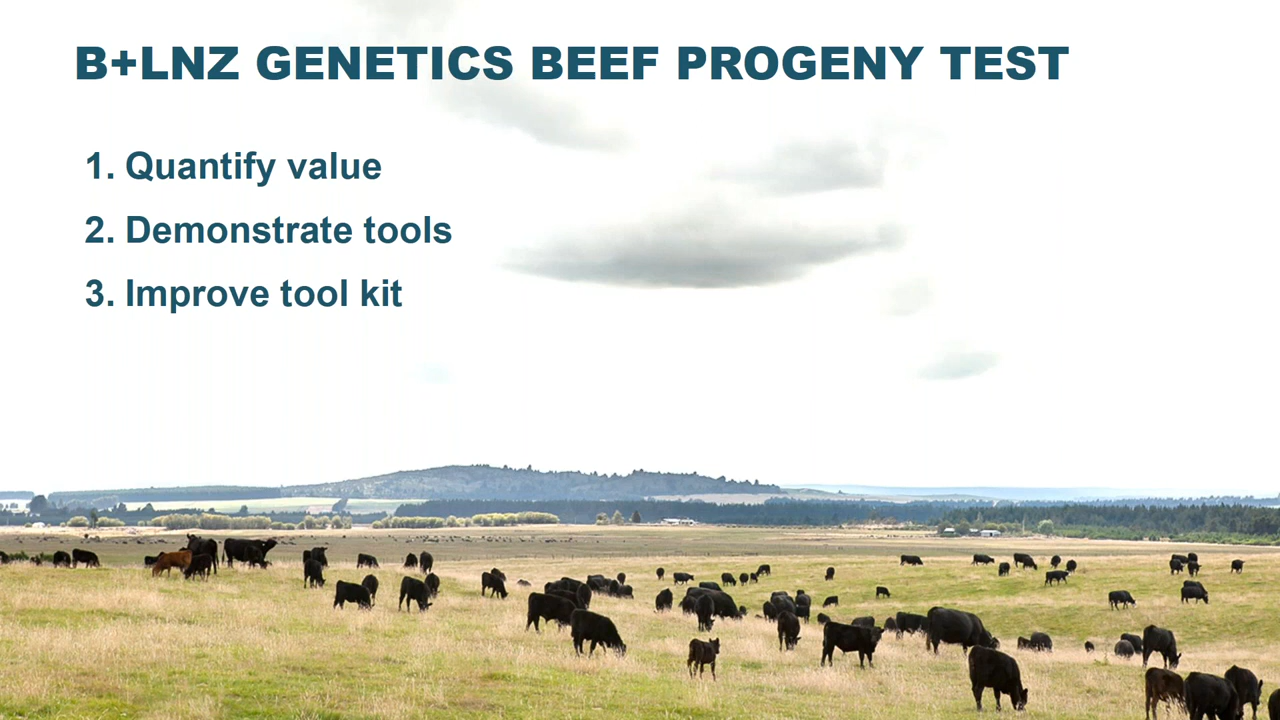 B+LNZ GENETICS BEEF PROGENY TEST
1. Quantify value
2. Demonstrate tools
3. Improve tool kit